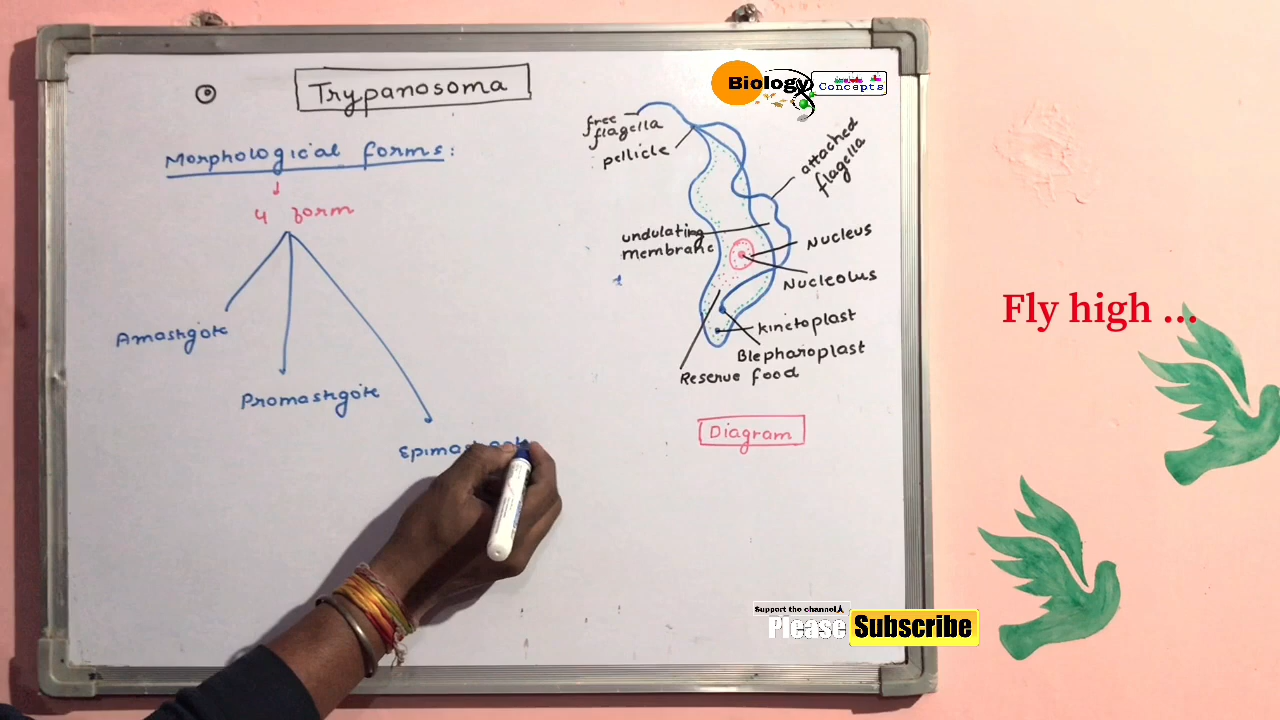 Trypanosoma
Biology
Concepts
Morphological forms:
4 form
Amastigote
Promastigote
free
flagella
pellicle
attached
flagella
undulating
membrane
Nucleus
Nucleolus
kinetoplast
Blepharoplast
Reserve food
Diagram
Fly high ...
Support the channel
Please Subscribe